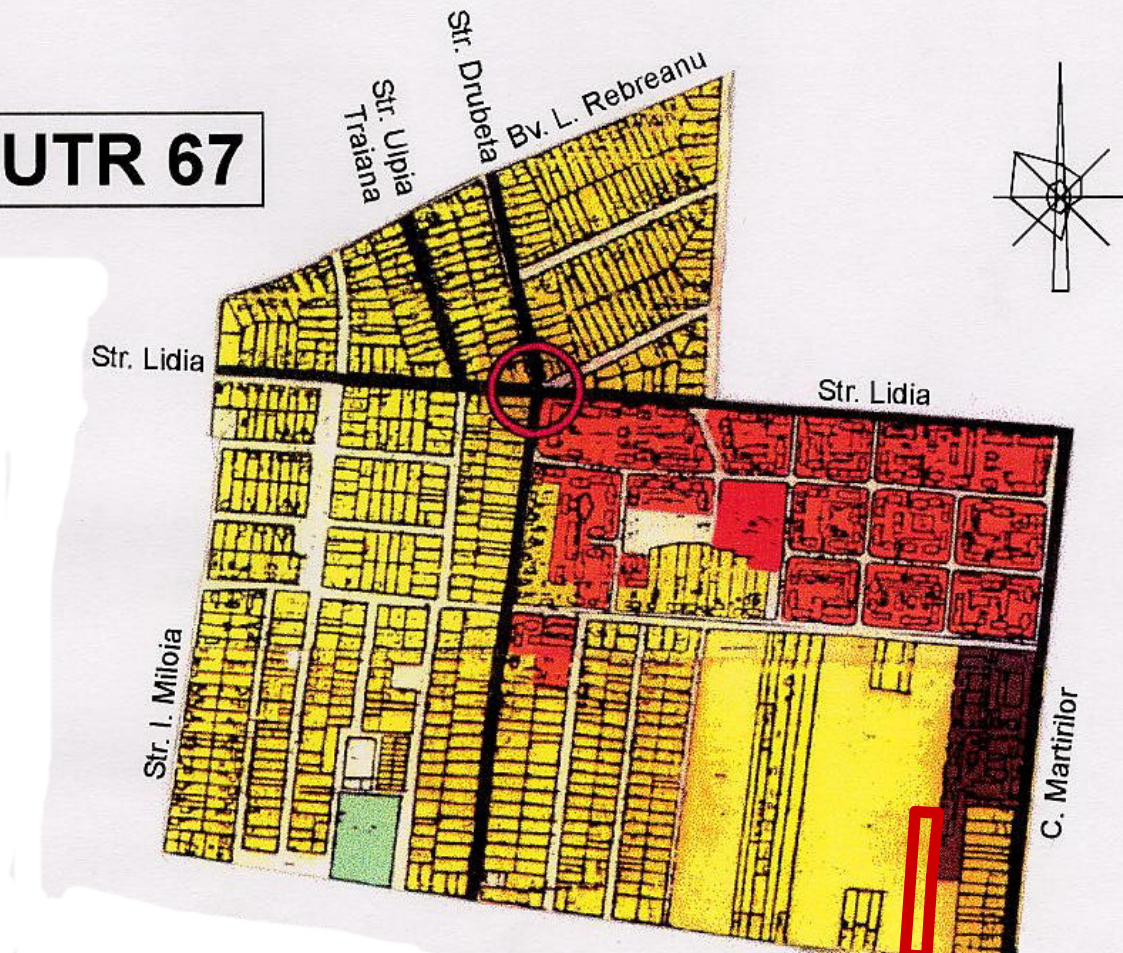 UTR 67
Str. Drubeta
Bv. L. Rebreanu
Str. Ulpia
Traiana
Str. Lidia
Str. Lidia
Str. I. Miloia
C. Martirilor